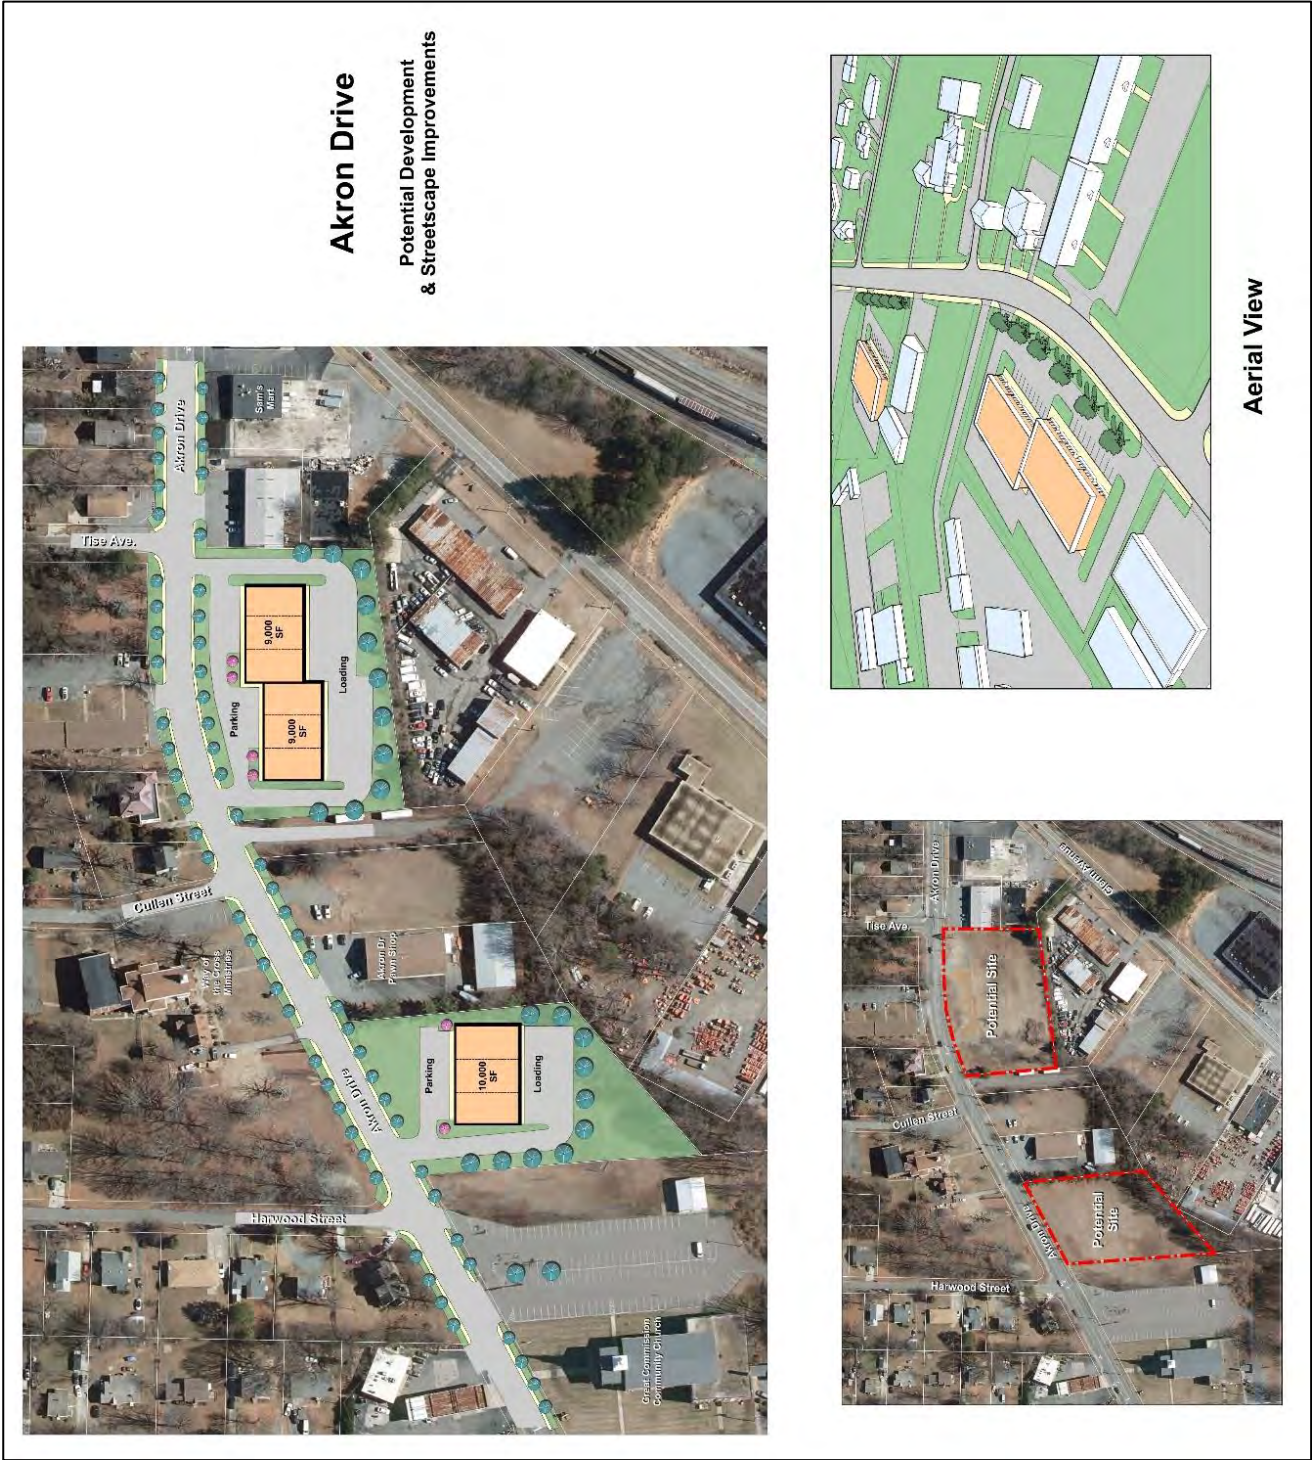 Akron Drive
Potential Development
& Streetscape Improvements
Akron Drive
Sam's
Mart
Tise Ave.
9,000
SF
9,000
SF
Parking
Loading
Cullen Street
Way of
the Cross
Ministries
Akron Dr.
Pawn Shop
Akron Drive
Parking
10,000
SF
Loading
Harwood Street
Great Commission
Community Church
Aerial View
Akron Drive
Glenn Avenue
Tise Ave.
Potential Site
Cullen Street
Akron Drive
Potential
Site
Harwood Street